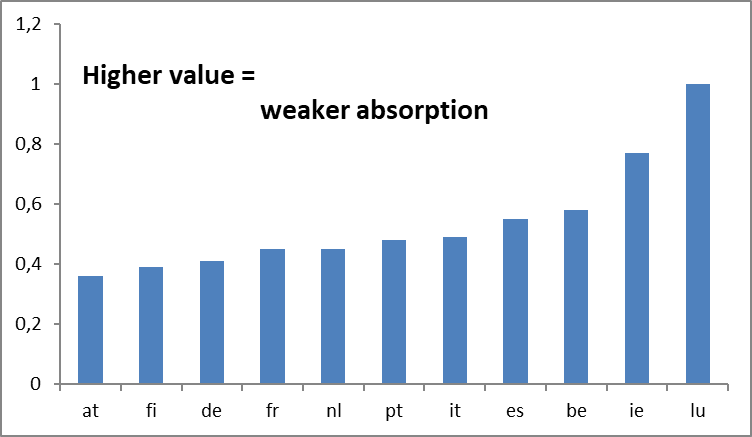 1,2
Higher value =
1
weaker absorption
0,8
0,6
0,4
0,2
0
at fi de fr nl pt it es be ie lu